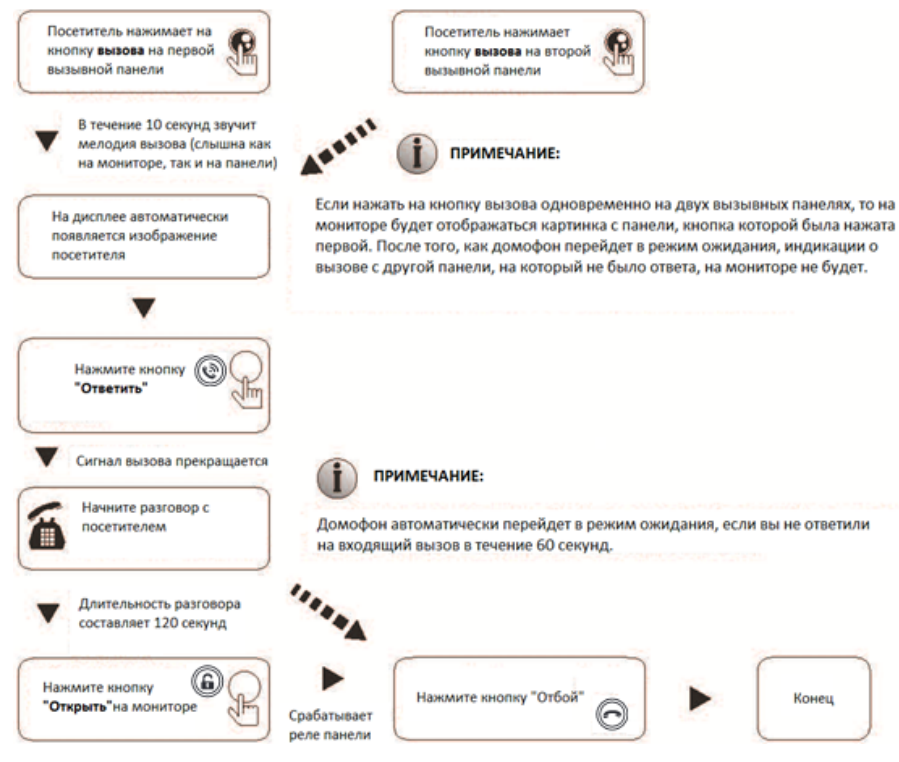 Посетитель нажимает на
кнопку вызова на первой
вызывной панели
Посетитель нажимает
кнопку вызова на второй
вызывной панели
В течение 10 секунд звучит
мелодия вызова (слышна как
на мониторе, так и на панели)
ПРИМЕЧАНИЕ:
Если нажать на кнопку вызова одновременно на двух вызывных панелях, то на
мониторе будет отображаться картинка с панели, кнопка которой была нажата
первой. После того, как домофон перейдет в режим ожидания, индикации о
вызове с другой панели, на который не было ответа, на мониторе не будет.
На дисплее автоматически
появляется изображение
посетителя
Нажмите кнопку
"Ответить"
Сигнал вызова прекращается
Начните разговор с
посетителем
ПРИМЕЧАНИЕ:
Домофон автоматически перейдет в режим ожидания, если вы не ответили
на входящий вызов в течение 60 секунд.
Длительность разговора
составляет 120 секунд
Нажмите кнопку
"Открыть"на мониторе
Срабатывает
реле панели
Нажмите кнопку "Отбой"
Конец